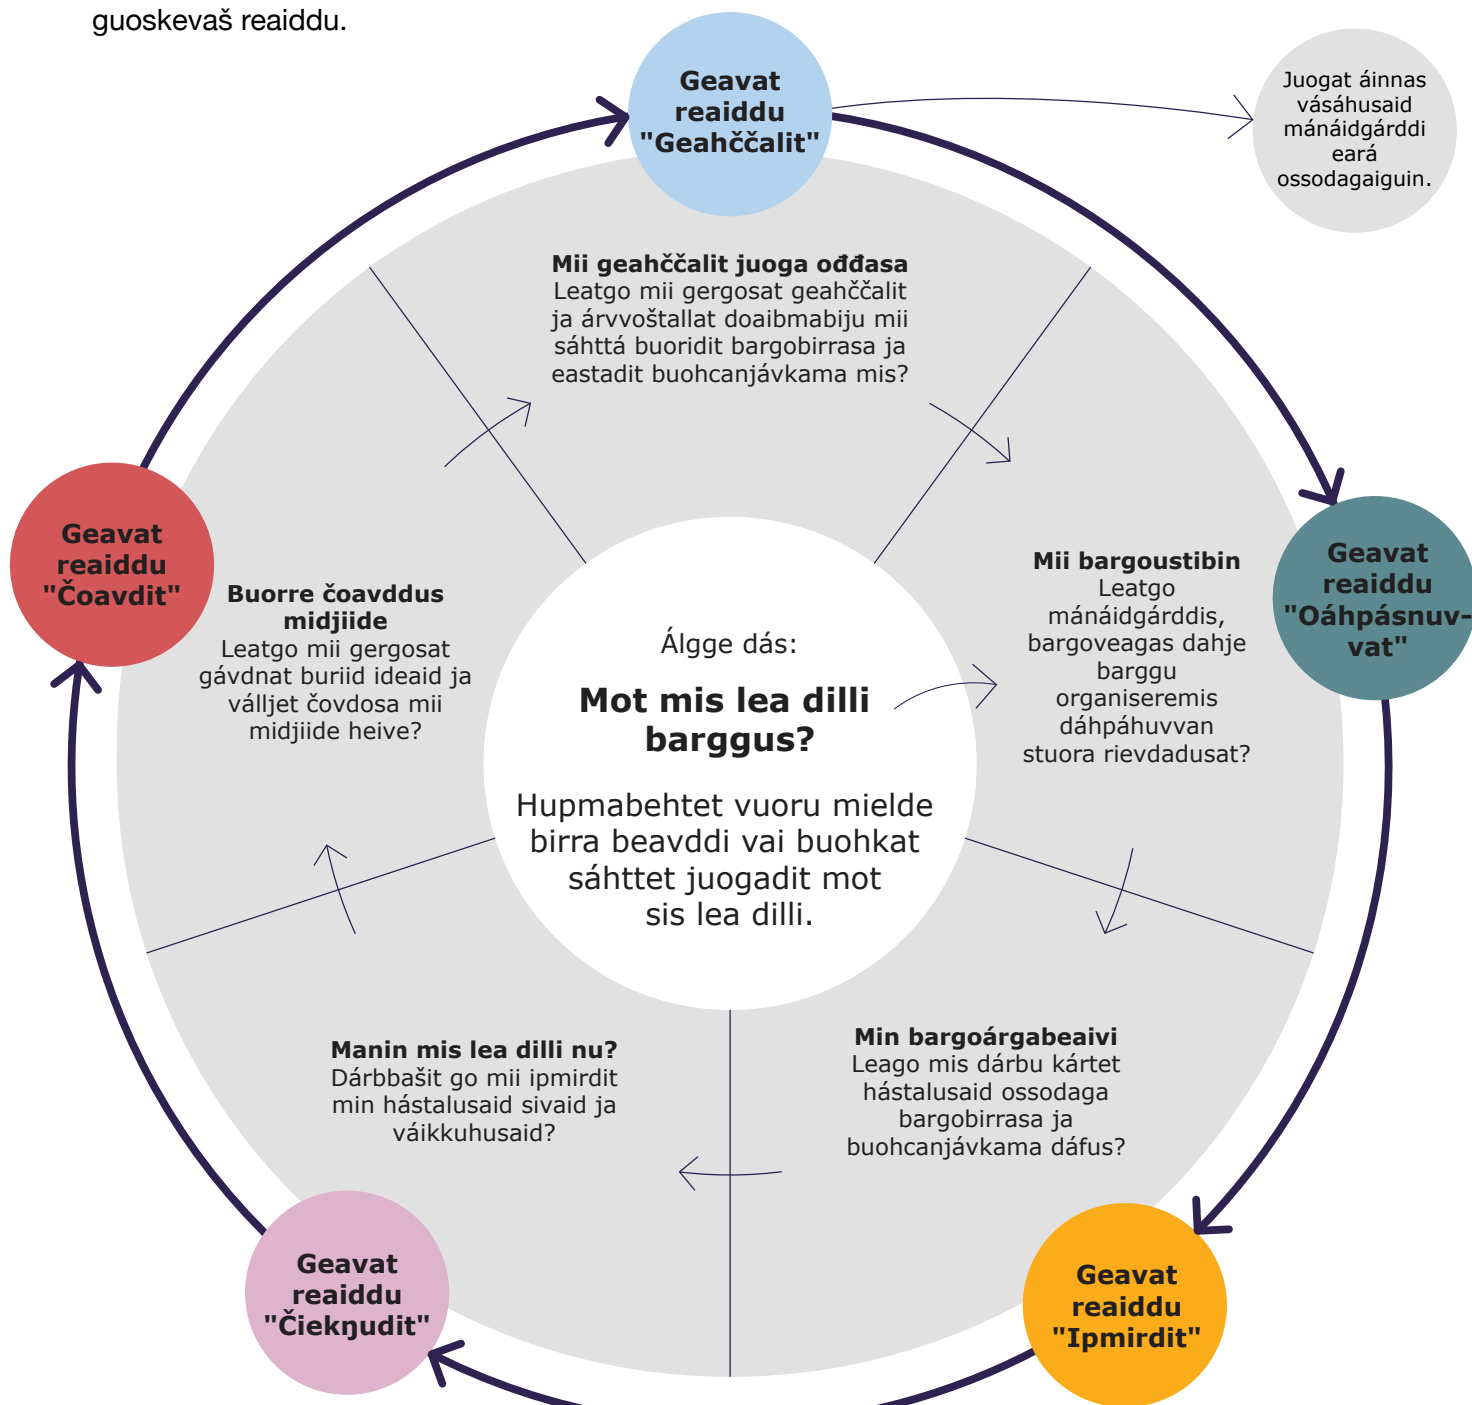 guoskevaš reaiddu.
Geavat
reaiddu
"Geahččalit"
Juogat áinnas
vásáhusaid
mánáidgárddi
eará
ossodagaiguin.
Mii geahččalit juoga ođđasa
Leatgo mii gergosat geahččalit
ja árvvoštallat doaibmabiju mii
sáhttá buoridit bargobirrasa ja
eastadit buohcanjávkama mis?
Geavat
reaiddu
"Oáhpásnuv-
vat"
Mii bargoustibin
Leatgo
mánáidgárddis,
bargoveagas dahje
barggu
organiseremis
dáhpáhuvvan
stuora rievdadusat?
Geavat
reaiddu
"Čoavdit"
Buorre čoavddus
midjiide
Leatgo mii gergosat
gávdnat buriid ideaid ja
válljet čovdosa mii
midjiide heive?
Álgge dás:
Mot mis lea dilli
barggus?
Hupmabehtet vuoru mielde
birra beavddi vai buohkat
sáhttet juogadit mot
sis lea dilli.
Min bargoárgabeaivi
Leago mis dárbu kártet
hástalusaid ossodaga
bargobirrasa ja
buohcanjávkama dáfus?
Manin mis lea dilli nu?
Dárbbašit go mii ipmirdit
min hástalusaid sivaid ja
váikkuhusaid?
Geavat
reaiddu
"Čiekŋudit"
Geavat
reaiddu
"Ipmirdit"